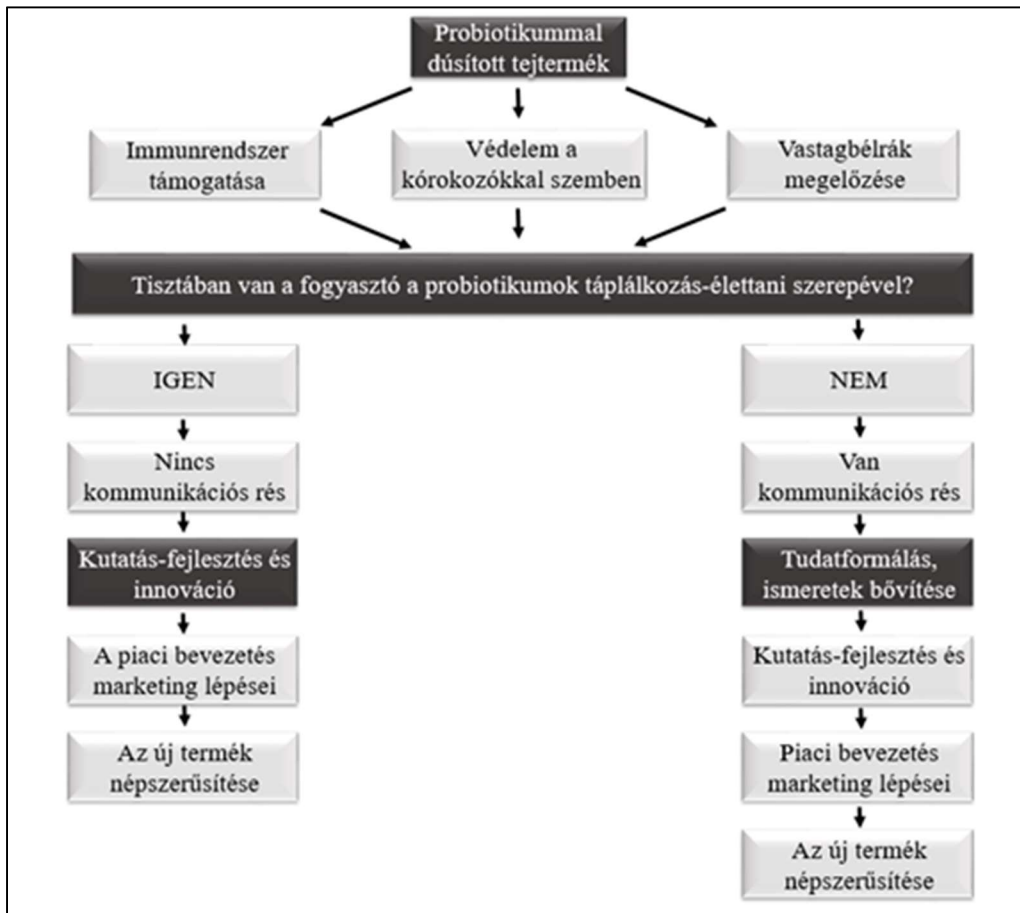 Probiotikummal
dúsított tejtermék
Immunrendszer
támogatása
Védelem a
kórokozókkal szemben
Vastagbélrák
megelőzése
Tisztában van a fogyasztó a probiotikumok táplálkozás-élettani szerepével?
IGEN
Nincs
kommunikációs rés
Kutatás-fejlesztés és
innováció
A piaci bevezetés
marketing lépései
Az új termék
népszerűsítése
NEM
Van
kommunikációs rés
Tudatformálás,
ismeretek bővítése
Kutatás-fejlesztés és
innováció
Piaci bevezetés
marketing lépései
Az új termék
népszerűsítése